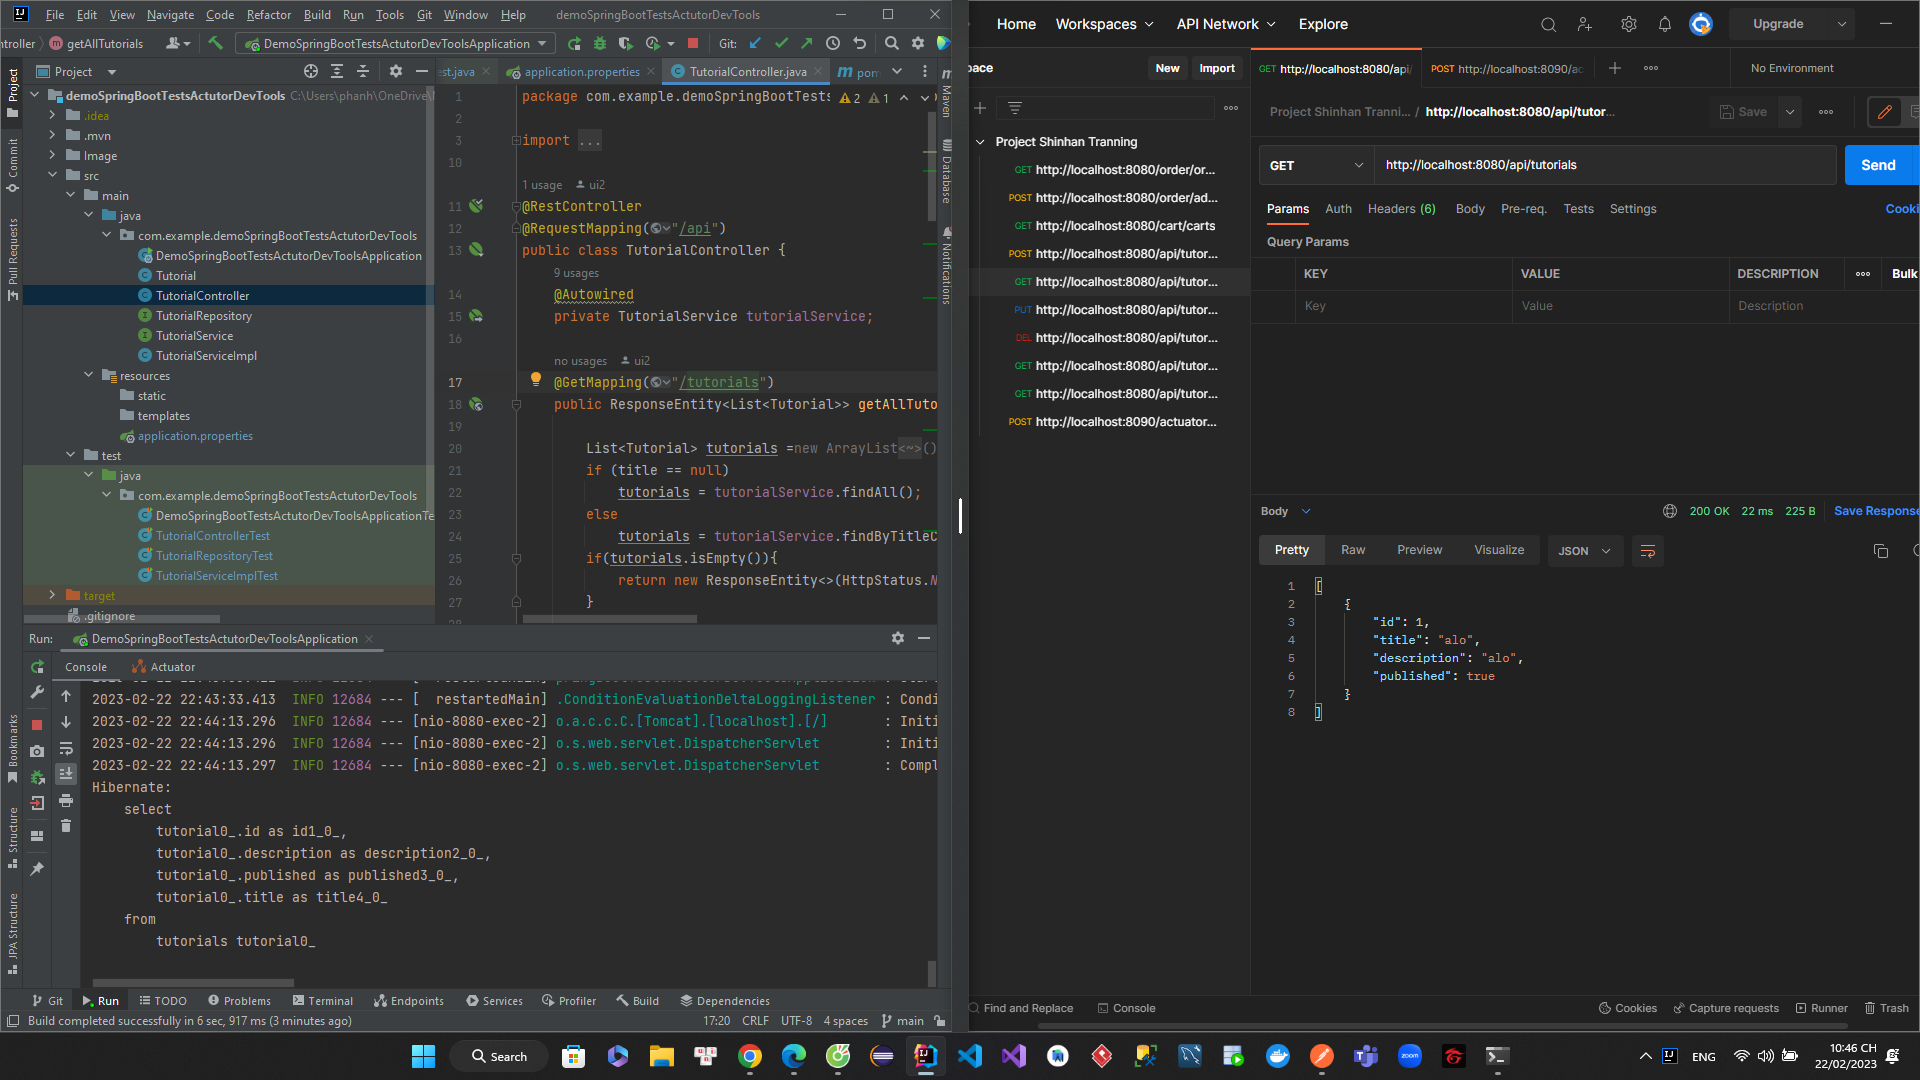 File Edit View Navigate Code Refactor Build Run Tools Git Window Help demoSpringBootTestsActutorDevTools
ntroller getAllTutorials DemoSpringBootTestsActutorDevToolsApplication Git:
Project
st.java application.properties TutorialController.java pom
demoSpringBootTestsActutorDevTools C:\Users\phanh\OneDrive\
.idea
.mvn
Image
src
main
java
com.example.demoSpringBootTestsActutorDevTools
DemoSpringBootTestsActutorDevToolsApplication
Tutorial
TutorialController
TutorialRepository
TutorialService
TutorialServiceImpl
resources
static
templates
application.properties
test
java
com.example.demoSpringBootTestsActutorDevTools
DemoSpringBootTestsActutorDevToolsApplicationTe
TutorialControllerTest
TutorialRepositoryTest
TutorialServiceImplTest
target
.gitignore
Project
Commit
Pull Requests
Bookmarks
Structure
JPA Structure
1 package com.example.demoSpringBootTests 2 1
2
3 import ...
10
1 usage ui2
11 @RestController
12 @RequestMapping("/api")
13 public class TutorialController {
9 usages
14 @Autowired
15 private TutorialService tutorialService;
16
no usages ui2
17 @GetMapping("/tutorials")
18 public ResponseEntity<List<Tutorial>> getAllTuto
19
20 List<Tutorial> tutorials =new ArrayList<~>()
21 if (title == null)
22 tutorials = tutorialService.findAll();
23 else
24 tutorials = tutorialService.findByTitleC
25 if(tutorials.isEmpty()){
26 return new ResponseEntity<>(HttpStatus.N
27 }
28
Maven
Database
Notifications
Run: DemoSpringBootTestsActutorDevToolsApplication
Console Actuator
2023-02-22 22:43:33.413 INFO 12684 --- [ restartedMain] .ConditionEvaluationDeltaLoggingListener : Condi
2023-02-22 22:44:13.296 INFO 12684 --- [nio-8080-exec-2] o.a.c.c.C.[Tomcat].[localhost].[/] : Initi
2023-02-22 22:44:13.296 INFO 12684 --- [nio-8080-exec-2] o.s.web.servlet.DispatcherServlet : Initi
2023-02-22 22:44:13.297 INFO 12684 --- [nio-8080-exec-2] o.s.web.servlet.DispatcherServlet : Compl
Hibernate:
select
tutorial0_.id as id1_0_,
tutorial0_.description as description2_0_,
tutorial0_.published as published3_0_,
tutorial0_.title as title4_0_
from
tutorials tutorial0_
Git Run TODO Problems Terminal Endpoints Services Profiler Build Dependencies
Build completed successfully in 6 sec, 917 ms (3 minutes ago) 17:20 CRLF UTF-8 4 spaces main
Home Workspaces API Network Explore Upgrade
pace New Import
GET http://localhost:8080/api/ POST http://localhost:8090/ac No Environment
Project Shinhan Tranning
GET http://localhost:8080/order/or...
POST http://localhost:8080/order/ad...
GET http://localhost:8080/cart/carts
POST http://localhost:8080/api/tutor...
GET http://localhost:8080/api/tutor...
PUT http://localhost:8080/api/tutor...
DEL http://localhost:8080/api/tutor...
GET http://localhost:8080/api/tutor...
GET http://localhost:8080/api/tutor...
POST http://localhost:8090/actuator...
Project Shinhan Tranni... / http://localhost:8080/api/tutor... Save
GET http://localhost:8080/api/tutorials Send
Params Auth Headers (6) Body Pre-req. Tests Settings Cooki
Query Params
KEY VALUE DESCRIPTION Bulk
Key Value Description
Body 200 OK 22 ms 225 B Save Response
Pretty Raw Preview Visualize JSON
1 [
2 {
3 "id": 1,
4 "title": "alo",
5 "description": "alo",
6 "published": true
7 }
8 ]
Find and Replace Console Cookies Capture requests Runner Trash
Search ENG 10:46 CH
22/02/2023